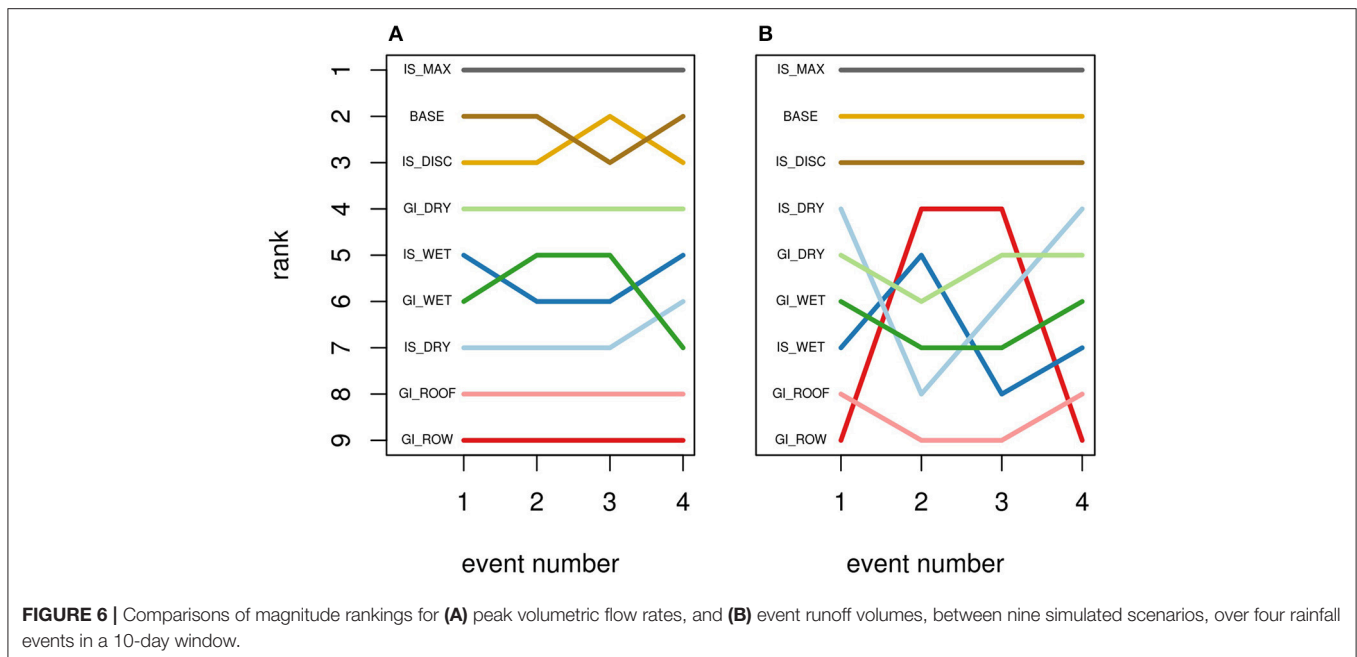 A
IS_MAX
BASE
IS_DISC
GI_DRY
IS_WET
GI_WET
IS_DRY
GI_ROOF
GI_ROW
1
2
3
4
5
6
7
8
9
rank
1 2 3 4
event number
B
IS_MAX
BASE
IS_DISC
IS_DRY
GI_DRY
GI_WET
IS_WET
GI_ROOF
GI_ROW
1 2 3 4
event number
FIGURE 6 | Comparisons of magnitude rankings for (A) peak volumetric flow rates, and (B) event runoff volumes, between nine simulated scenarios, over four rainfall
events in a 10-day window.